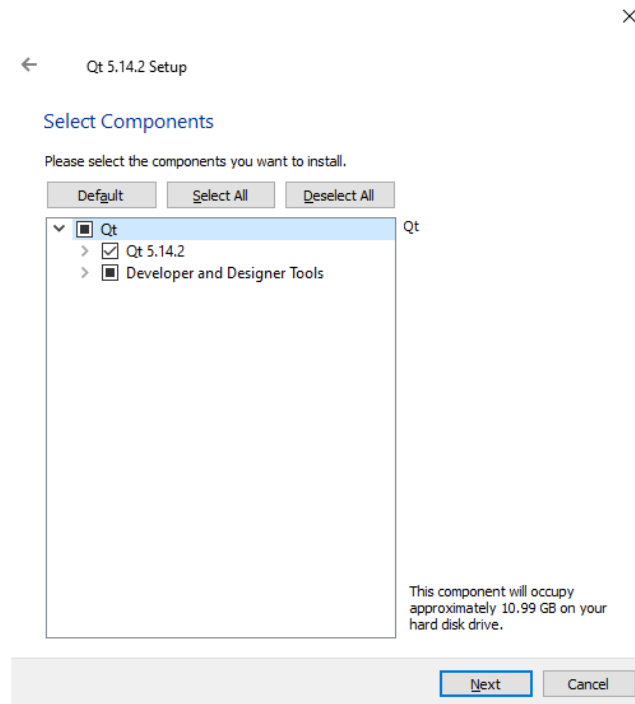 Qt 5.14.2 Setup
Select Components
Please select the components you want to install.
Default
Select All
Deselect All
Qt
Qt
Qt 5.14.2
Developer and Designer Tools
This component will occupy
approximately 10.99 GB on your
hard disk drive.
Next
Cancel